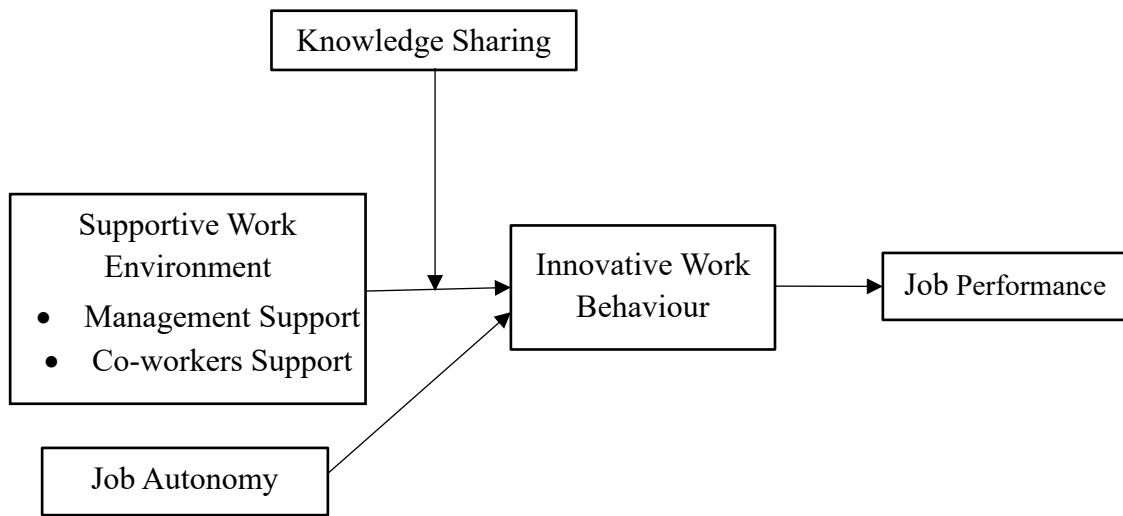 Knowledge Sharing
Supportive Work
Environment
• Management Support
• Co-workers Support
Innovative Work
Behaviour
Job Performance
Job Autonomy